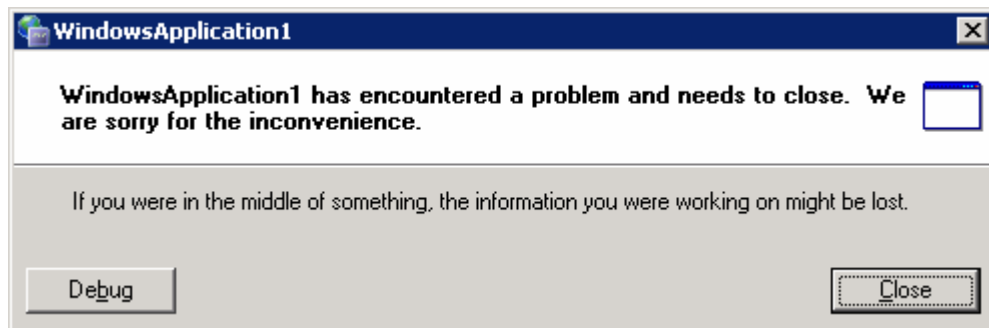 WindowsApplication1
WindowsApplication1 has encountered a problem and needs to close.  We
are sorry for the inconvenience.
If you were in the middle of something, the information you were working on might be lost.
Debug
Close